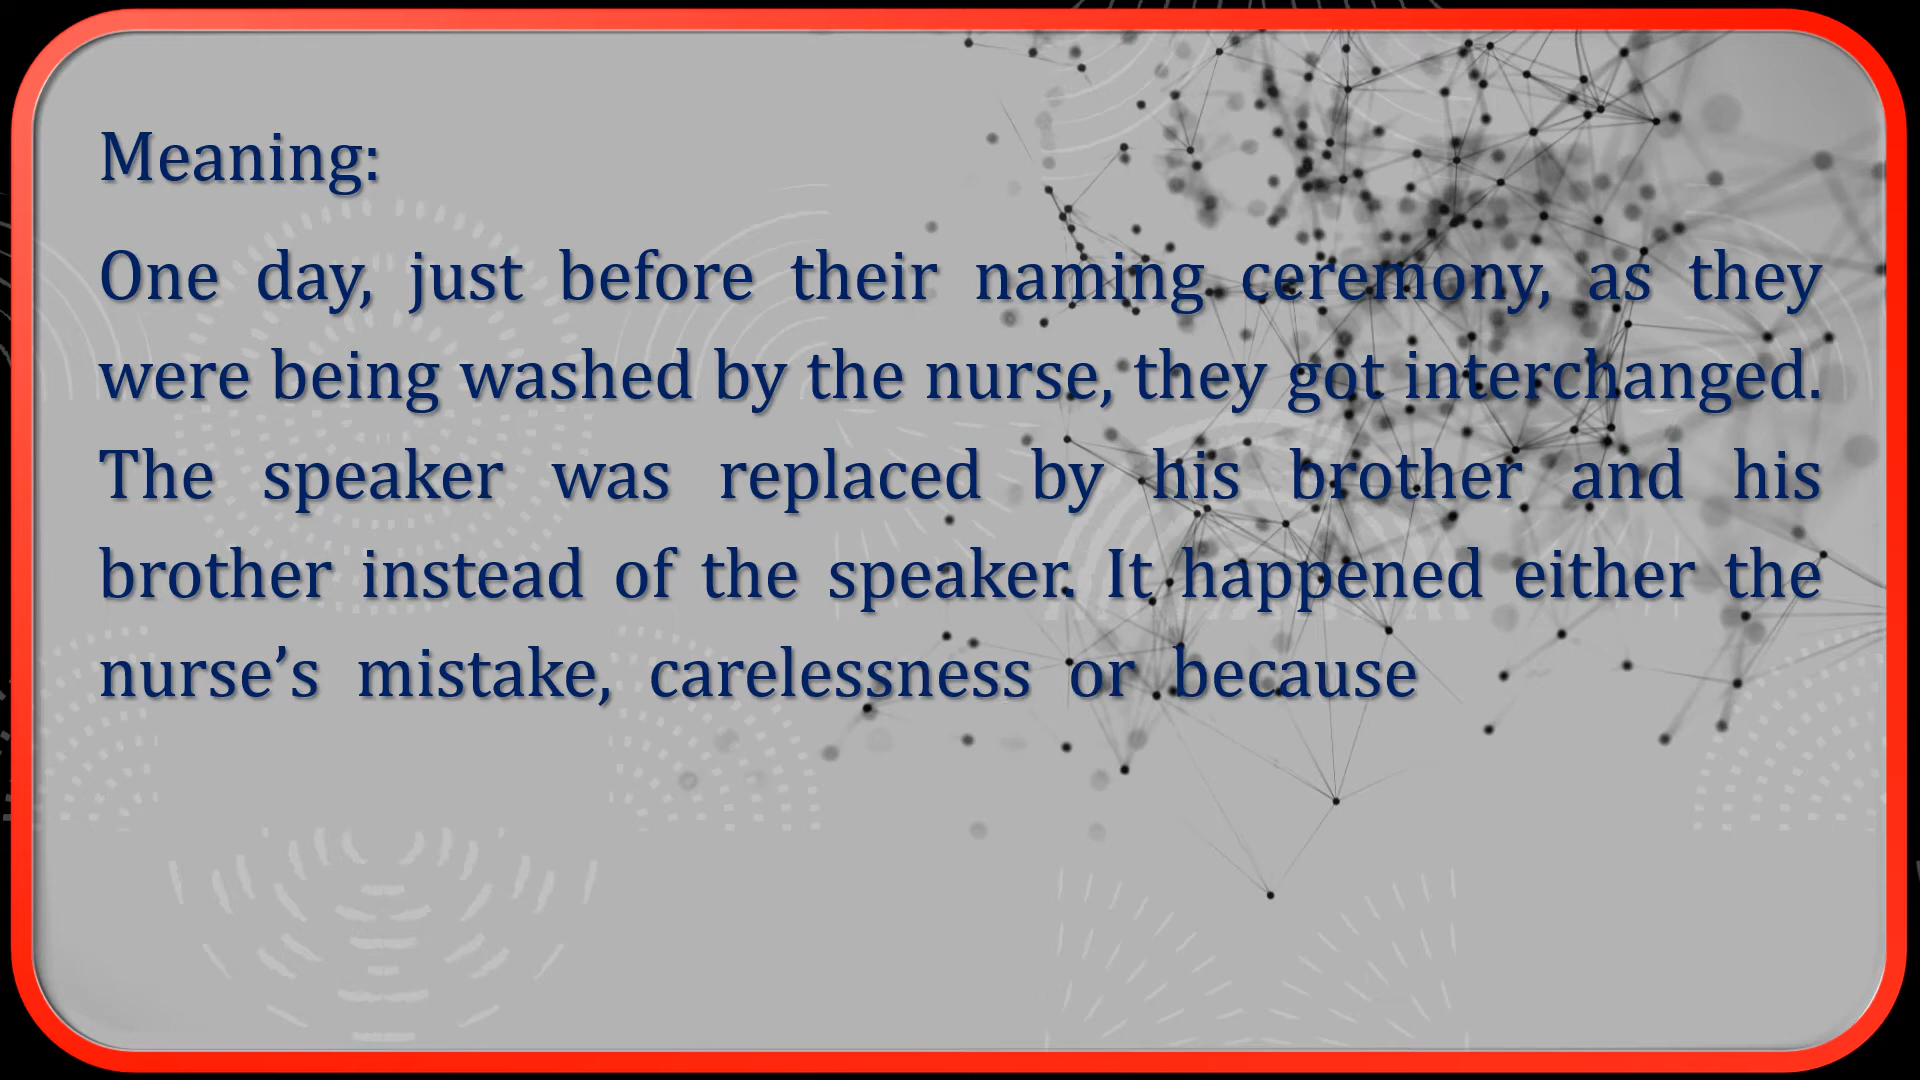 Meaning:
One day, just before their naming ceremony, as they
were being washed by the nurse, they got interchanged.
The speaker was replaced by his brother and his
brother instead of the speaker. It happened either the
nurse’s mistake, carelessness or because